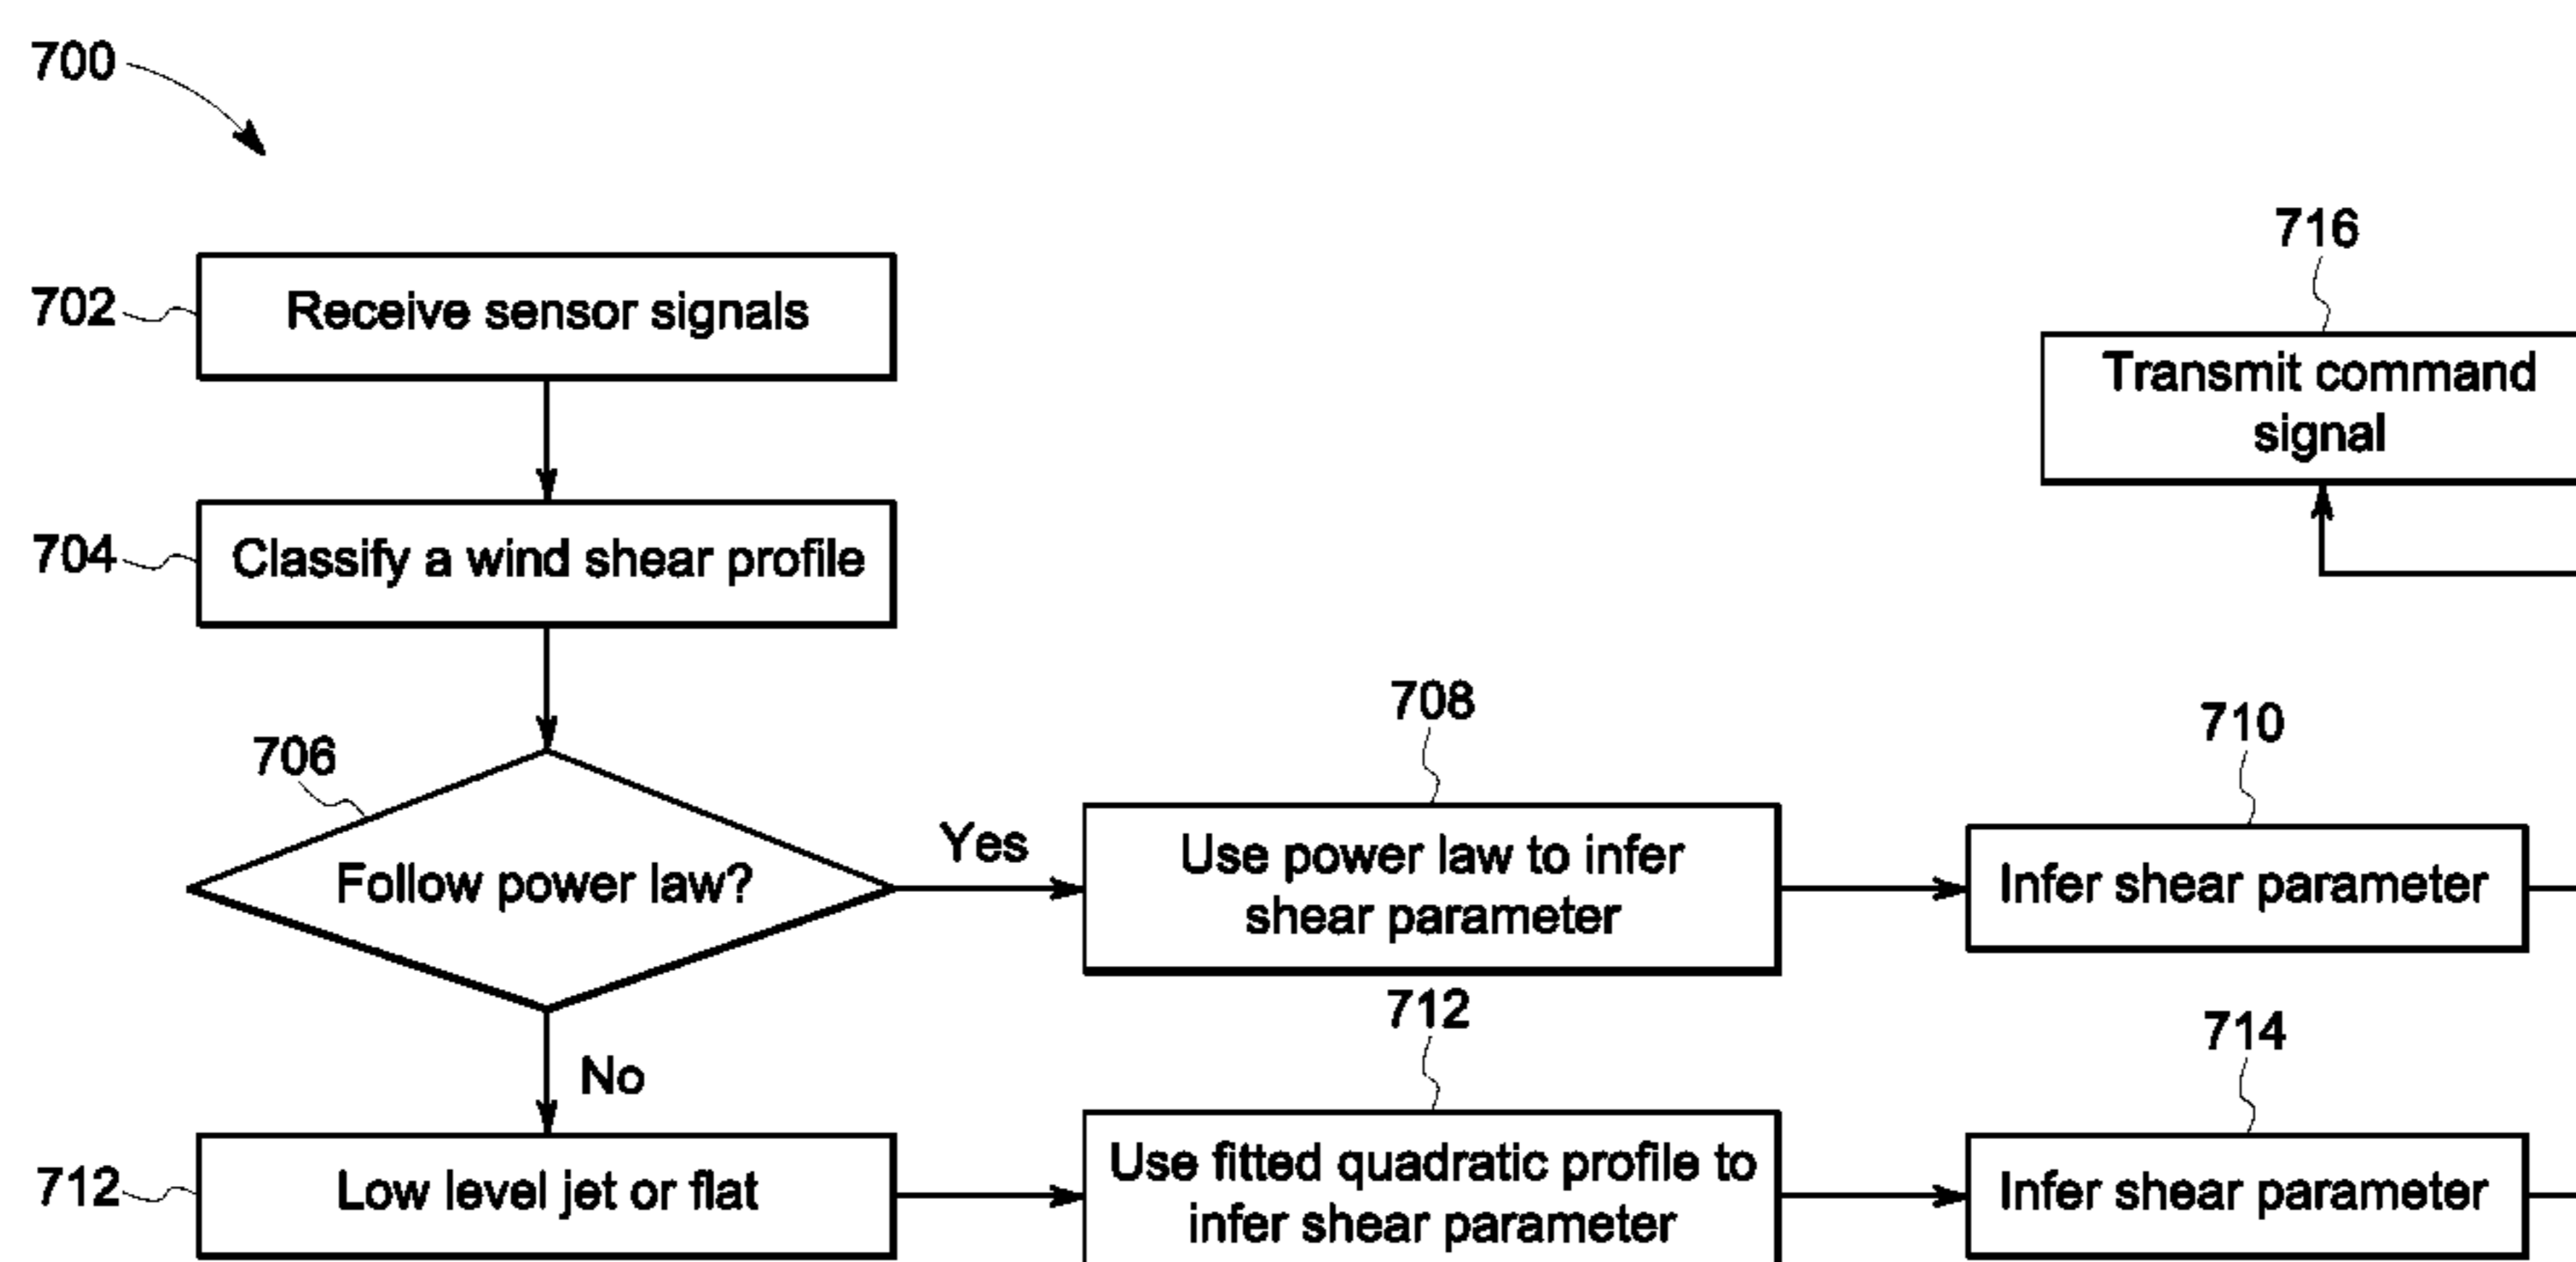 700
702
Receive sensor signals
716
Transmit command
signal
704
Classify a wind shear profile
706
Follow power law?
Yes
708
Use power law to infer
shear parameter
710
Infer shear parameter
No
712
Low level jet or flat
712
Use fitted quadratic profile to
infer shear parameter
714
Infer shear parameter